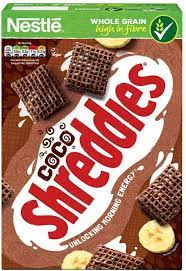 Nestlé
WHOLE GRAIN
high in fibre
COCO
Shreddies
UNLOCKING MORNING ENERGY